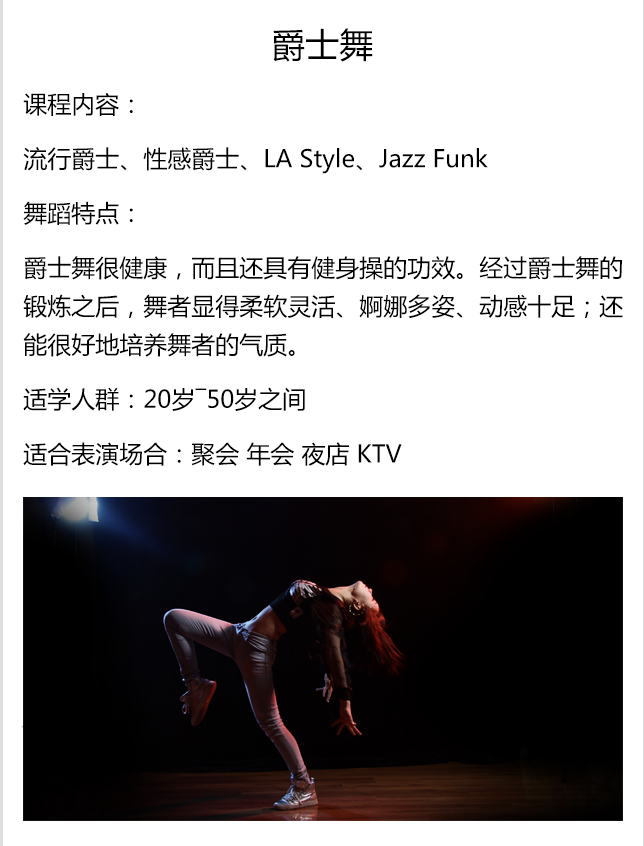 爵士舞
课程内容：
流行爵士、性感爵士、LA Style、Jazz Funk
舞蹈特点：
爵士舞很健康，而且还具有健身操的功效。经过爵士舞的
锻炼之后，舞者显得柔软灵活、婀娜多姿、动感十足；还
能很好地培养舞者的气质。
适学人群：20岁‾50岁之间
适合表演场合：聚会 年会 夜店 KTV